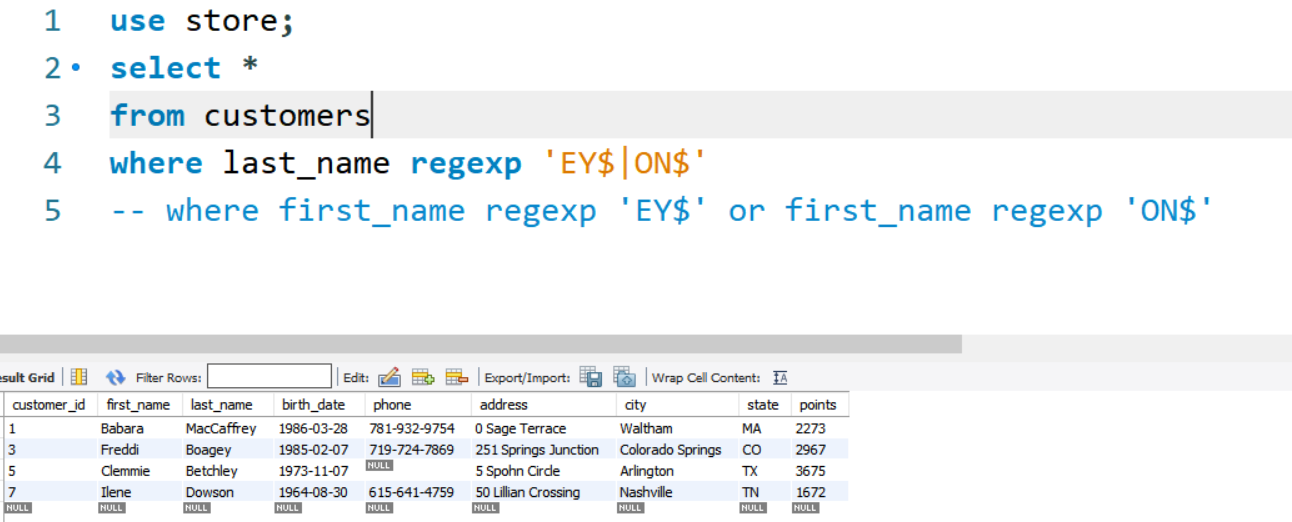 1 use store;
2 select *
3 from customers
4 where last_name regexp 'EY$|ON$'
5 -- where first_name regexp 'EY$' or first_name regexp 'ON$'
esult Grid Filter Rows: Edit: Export/Import: Wrap Cell Content: IA
customer_id first_name last_name birth_date phone address city state points
1 Babara MacCaffrey 1986-03-28 781-932-9754 0 Sage Terrace Waltham MA 2273
3 Freddi Boagey 1985-02-07 719-724-7869 251 Springs Junction Colorado Springs CO 2967
5 Clemmie Betchley 1973-11-07 NULL 5 Spohn Circle Arlington TX 3675
7 Ilene Dowson 1964-08-30 615-641-4759 50 Lillian Crossing Nashville TN 1672
NULL NULL NULL NULL NULL NULL NULL NULL NULL